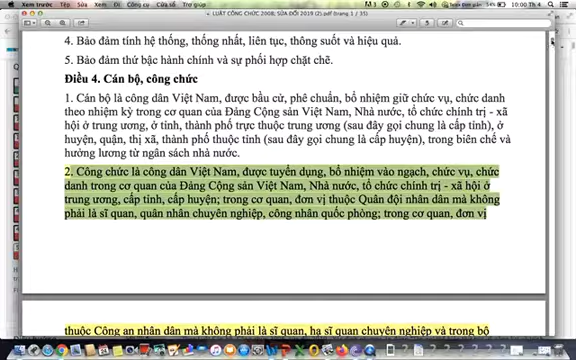 Xem trước Tệp Sửa Xem Đi Công cụ Cửa sổ Trợ giúp 10:00 Th.4
LUẬT CÔNG CHỨC 2008; SỬA ĐỔI 2019 (2).pdf (trang 1 / 35)
4. Bảo đảm tính hệ thống, thống nhất, liên tục, thông suốt và hiệu quả.
5. Bảo đảm thứ bậc hành chính và sự phối hợp chặt chẽ.
Điều 4. Cán bộ, công chức
1. Cán bộ là công dân Việt Nam, được bầu cử, phê chuẩn, bổ nhiệm giữ chức vụ, chức danh
theo nhiệm kỳ trong cơ quan của Đảng Cộng sản Việt Nam, Nhà nước, tổ chức chính trị - xã
hội ở trung ương, ở tỉnh, thành phố trực thuộc trung ương (sau đây gọi chung là cấp tỉnh), ở
huyện, quận, thị xã, thành phố thuộc tỉnh (sau đây gọi chung là cấp huyện), trong biên chế và
hưởng lương từ ngân sách nhà nước.
2. Công chức là công dân Việt Nam, được tuyển dụng, bổ nhiệm vào ngạch, chức vụ, chức
danh trong cơ quan của Đảng Cộng sản Việt Nam, Nhà nước, tổ chức chính trị - xã hội ở
trung ương, cấp tỉnh, cấp huyện; trong cơ quan, đơn vị thuộc Quân đội nhân dân mà không
phải là sĩ quan, quân nhân chuyên nghiệp, công nhân quốc phòng; trong cơ quan, đơn vị
thuộc Công an nhân dân mà không phải là sĩ quan, hạ sĩ quan chuyên nghiệp và trong bộ